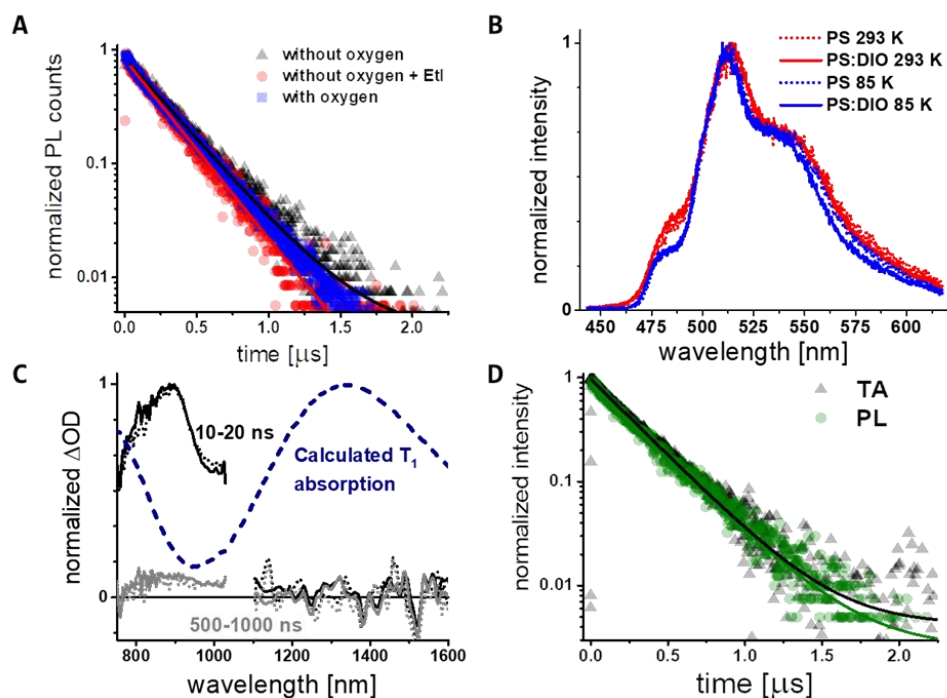 A
normalized PL counts
1
0.1
0.01
without oxygen
without oxygen + EtI
with oxygen
0.0 0.5 1.0 1.5 2.0
time [µs]
B
normalized intensity
1
0
PS 293 K
PS:DIO 293 K
PS 85 K
PS:DIO 85 K
450 475 500 525 550 575 600
wavelength [nm]
C
normalized ΔOD
1
0
10-20 ns
Calculated T₁
absorption
500-1000 ns
800 1000 1200 1400 1600
wavelength [nm]
D
normalized intensity
1
0.1
0.01
TA
PL
0.0 0.5 1.0 1.5 2.0
time [µs]